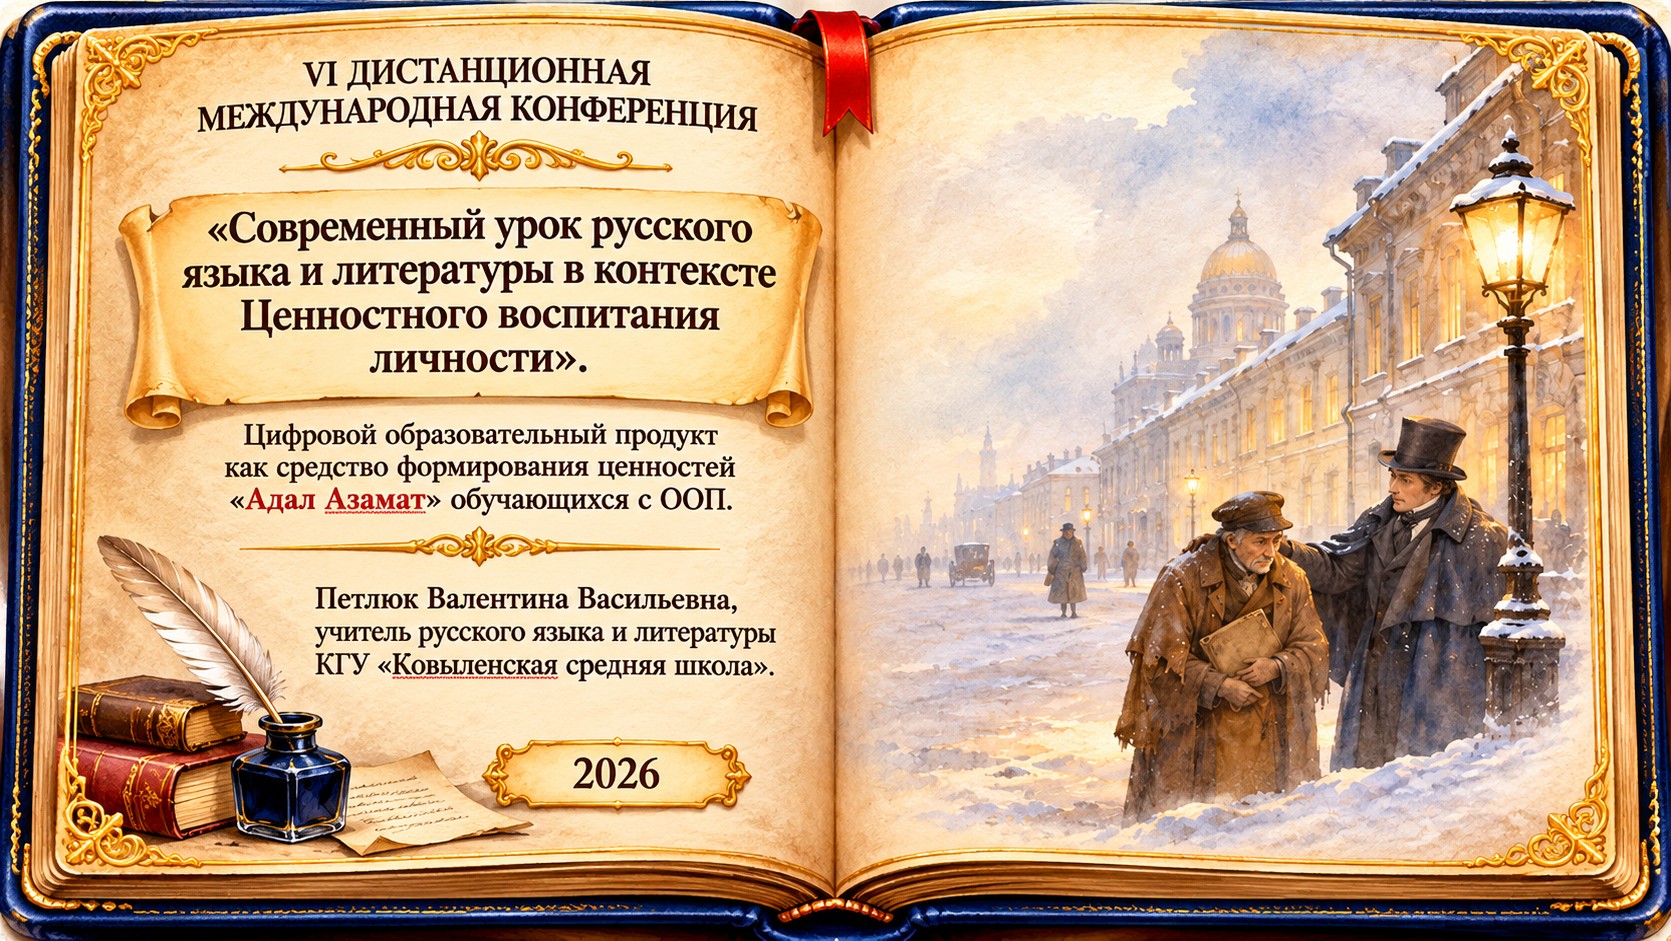 VI ДИСТАНЦИОННАЯ
МЕЖДУНАРОДНАЯ КОНФЕРЕНЦИЯ
«Современный урок русского
языка и литературы в контексте
Ценностного воспитания
личности».
Цифровой образовательный продукт
как средство формирования ценностей
«Адал Азамат» обучающихся с ООП.
Петлюк Валентина Васильевна,
учитель русского языка и литературы
КГУ «Ковыленская средняя школа».
2026